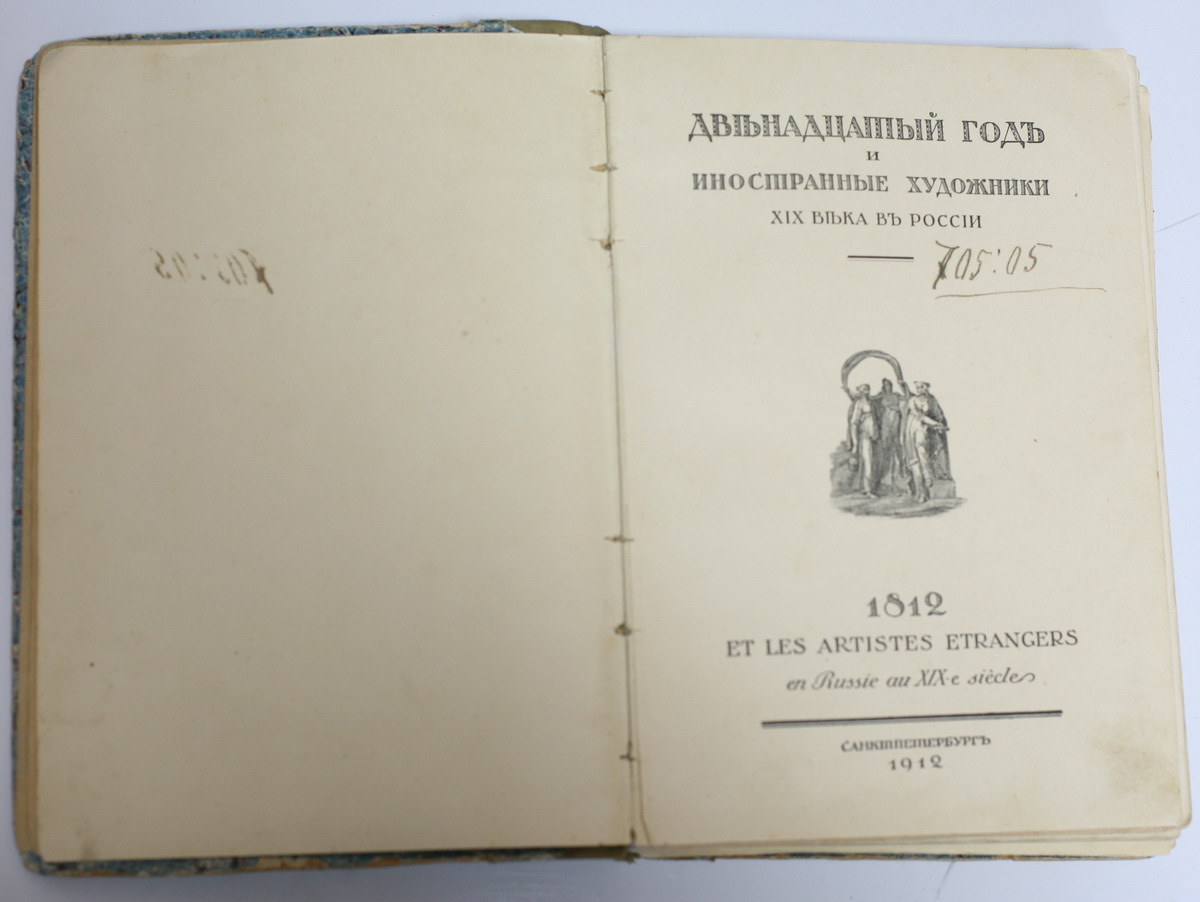 ДВѢНАДЦАТЫЙ ГОДЪ
И
ИНОСТРАННЫЕ ХУДОЖНИКИ
XIX ВѢКА ВЪ РОССІИ
705:05
1812
ET LES ARTISTES ETRANGERS
en Russie au XIX-e siècle
САНКТПЕТЕРБУРГЪ
1912